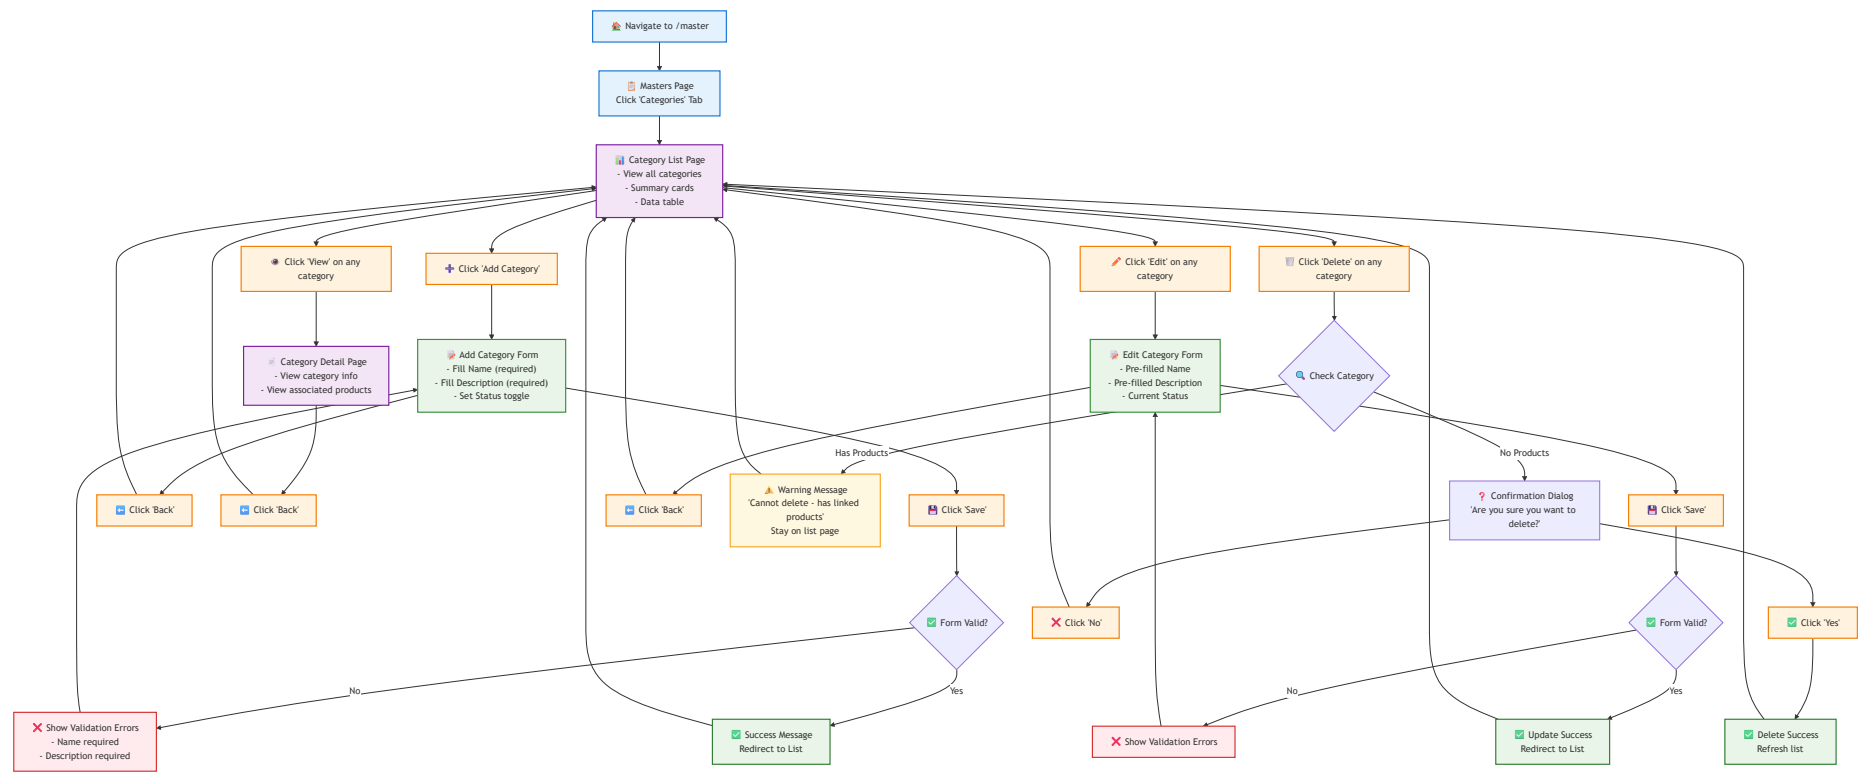 Navigate to /master
Masters Page
Click 'Categories' Tab
Category List Page
- View all categories
- Summary cards
- Data table
Click 'View' on any
category
Click 'Add Category'
Click 'Edit' on any
category
Click 'Delete' on any
category
Category Detail Page
- View category info
- View associated products
Add Category Form
- Fill Name (required)
- Fill Description (required)
- Set Status toggle
Edit Category Form
- Pre-filled Name
- Pre-filled Description
- Current Status
Check Category
Has Products
No Products
Click 'Back'
Click 'Back'
Click 'Back'
Warning Message
'Cannot delete - has linked
products'
Stay on list page
Click 'Save'
Confirmation Dialog
'Are you sure you want to
delete?'
Click 'Save'
Form Valid?
Click 'No'
Form Valid?
Click 'Yes'
No
Yes
No
Yes
Show Validation Errors
- Name required
- Description required
Success Message
Redirect to List
Show Validation Errors
Update Success
Redirect to List
Delete Success
Refresh list